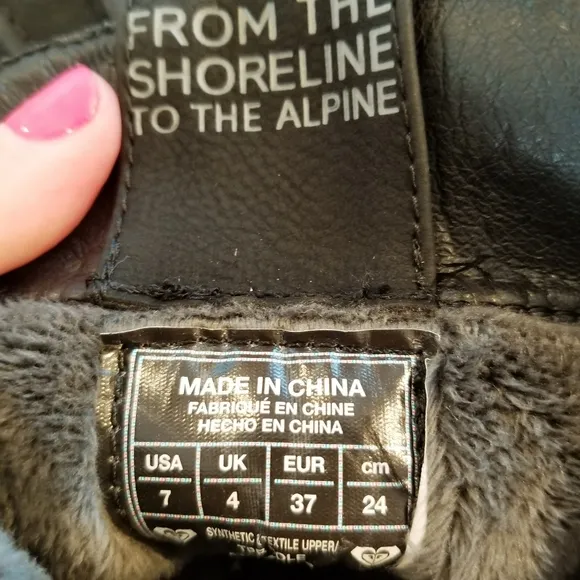 FROM THE
SHORELINE
TO THE ALPINE
MADE IN CHINA
FABRIQUÉ EN CHINE
HECHO EN CHINA
USA UK EUR cm
7 4 37 24
SYNTHETIC TEXTILE UPPER/